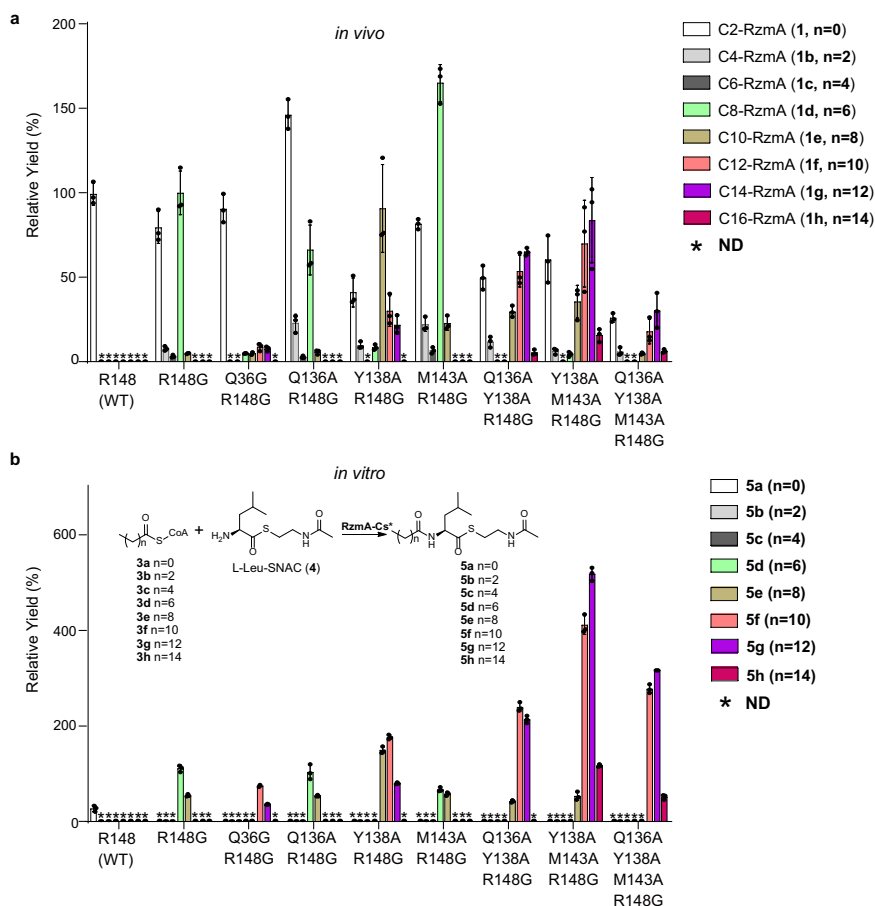 a
in vivo
Relative Yield (%)
200
150
100
50
0
* * * * * * *
* * *
* * *
* * *
* *
* * *
* *
*
* *
R148
(WT)
R148G
Q36G
R148G
Q136A
R148G
Y138A
R148G
M143A
R148G
Q136A
Y138A
R148G
Y138A
M143A
R148G
Q136A
Y138A
M143A
R148G
C2-RzmA (1, n=0)
C4-RzmA (1b, n=2)
C6-RzmA (1c, n=4)
C8-RzmA (1d, n=6)
C10-RzmA (1e, n=8)
C12-RzmA (1f, n=10)
C14-RzmA (1g, n=12)
C16-RzmA (1h, n=14)
* ND
b
in vitro
Relative Yield (%)
600
400
200
0
O
S
CoA
n
+
H2N
O
S
N
H
O
L-Leu-SNAC (4)
RzmA-Cs*
O
n
N
H
O
S
N
H
O
3a n=0
3b n=2
3c n=4
3d n=6
3e n=8
3f n=10
3g n=12
3h n=14
5a n=0
5b n=2
5c n=4
5d n=6
5e n=8
5f n=10
5g n=12
5h n=14
* * * * * * *
* * * * * *
* * * * * *
* * * * * *
* * * * *
* * * * * *
* * * * *
* * * *
* * * * *
R148
(WT)
R148G
Q36G
R148G
Q136A
R148G
Y138A
R148G
M143A
R148G
Q136A
Y138A
R148G
Y138A
M143A
R148G
Q136A
Y138A
M143A
R148G
5a (n=0)
5b (n=2)
5c (n=4)
5d (n=6)
5e (n=8)
5f (n=10)
5g (n=12)
5h (n=14)
* ND